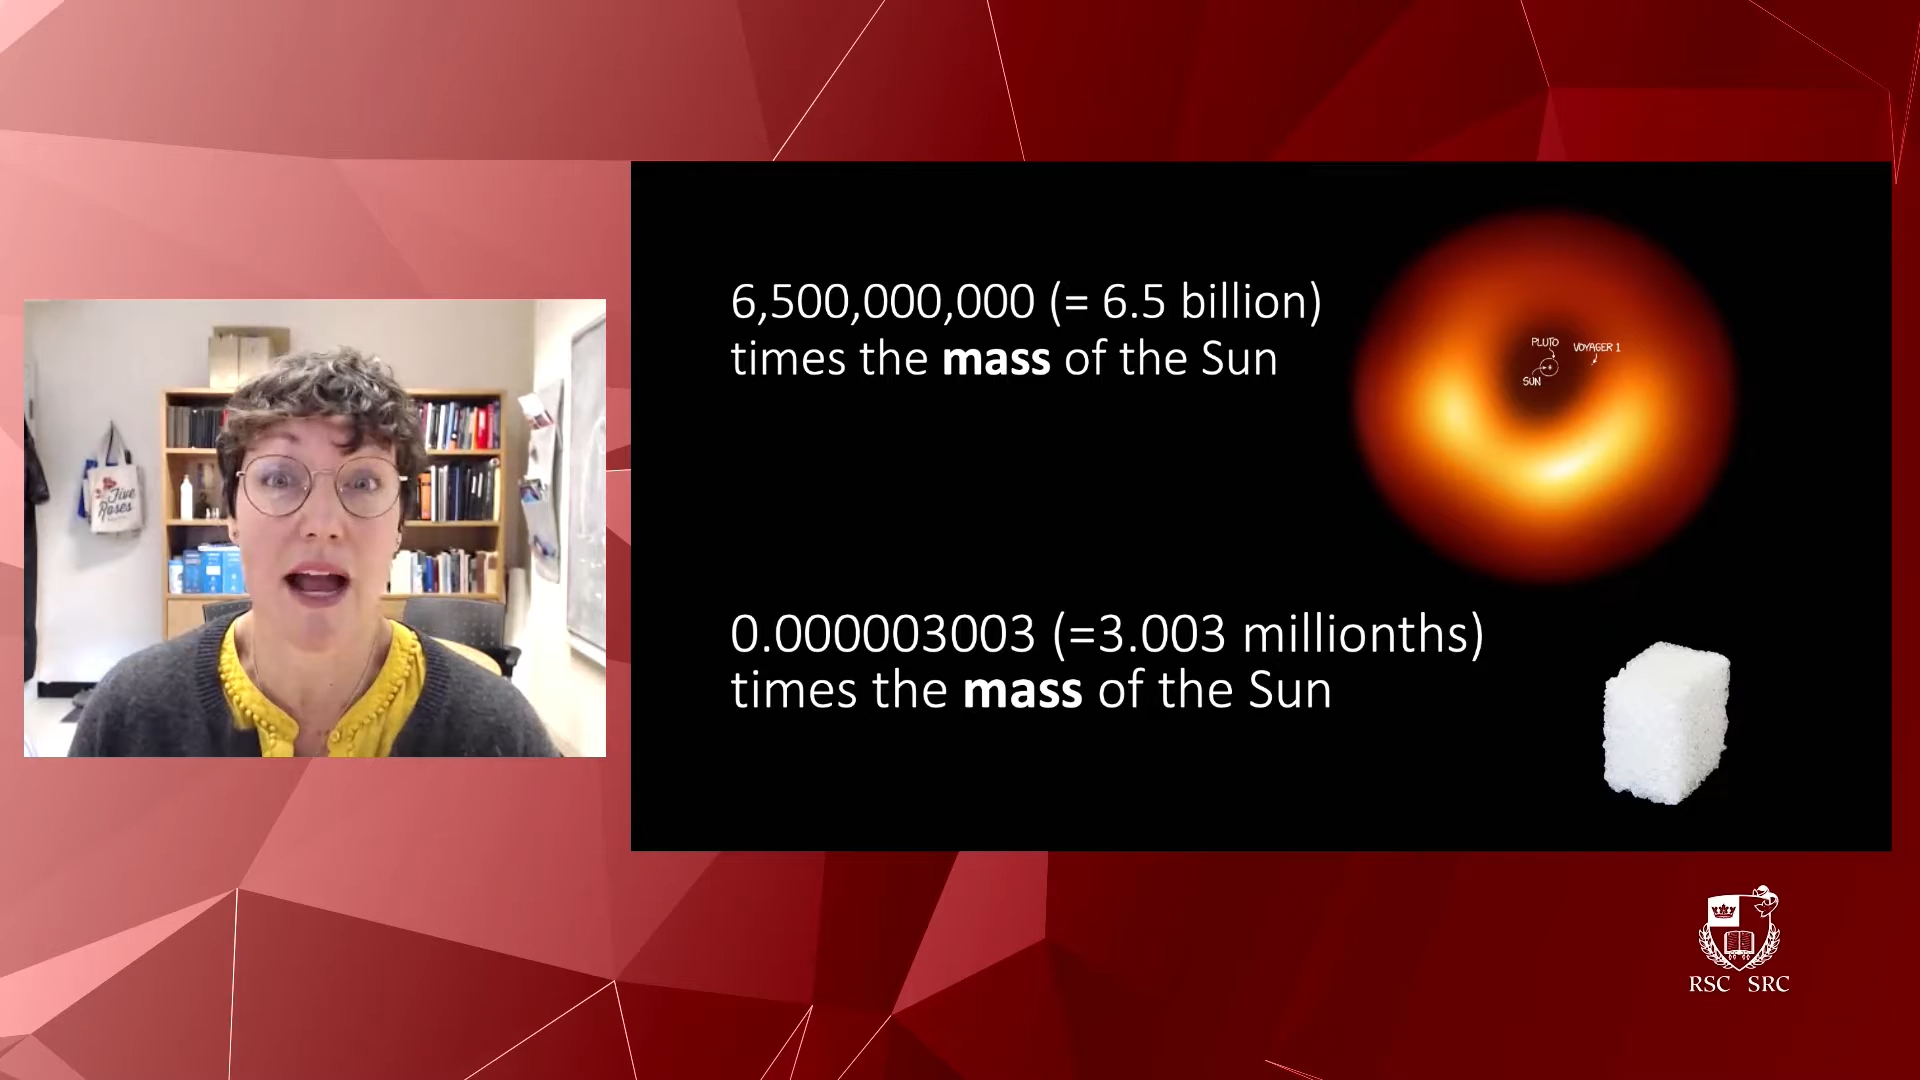 6,500,000,000 (= 6.5 billion)
times the mass of the Sun
PLUTO
VOYAGER 1
SUN
0.000003003 (=3.003 millionths)
times the mass of the Sun
Five
Roses
RSC SRC